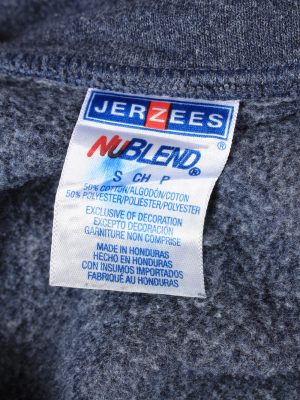 JERZEES®
NUBLEND®
S CH P
50% COTTON/ALGODÓN/COTON
50% POLYESTER/POLIÉSTER/POLYESTER
EXCLUSIVE OF DECORATION
EXCEPTO DECORACIÓN
GARNITURE NON COMPRISE
MADE IN HONDURAS
HECHO EN HONDURAS
CON INSUMOS IMPORTADOS
FABRIQUÉ AU HONDURAS